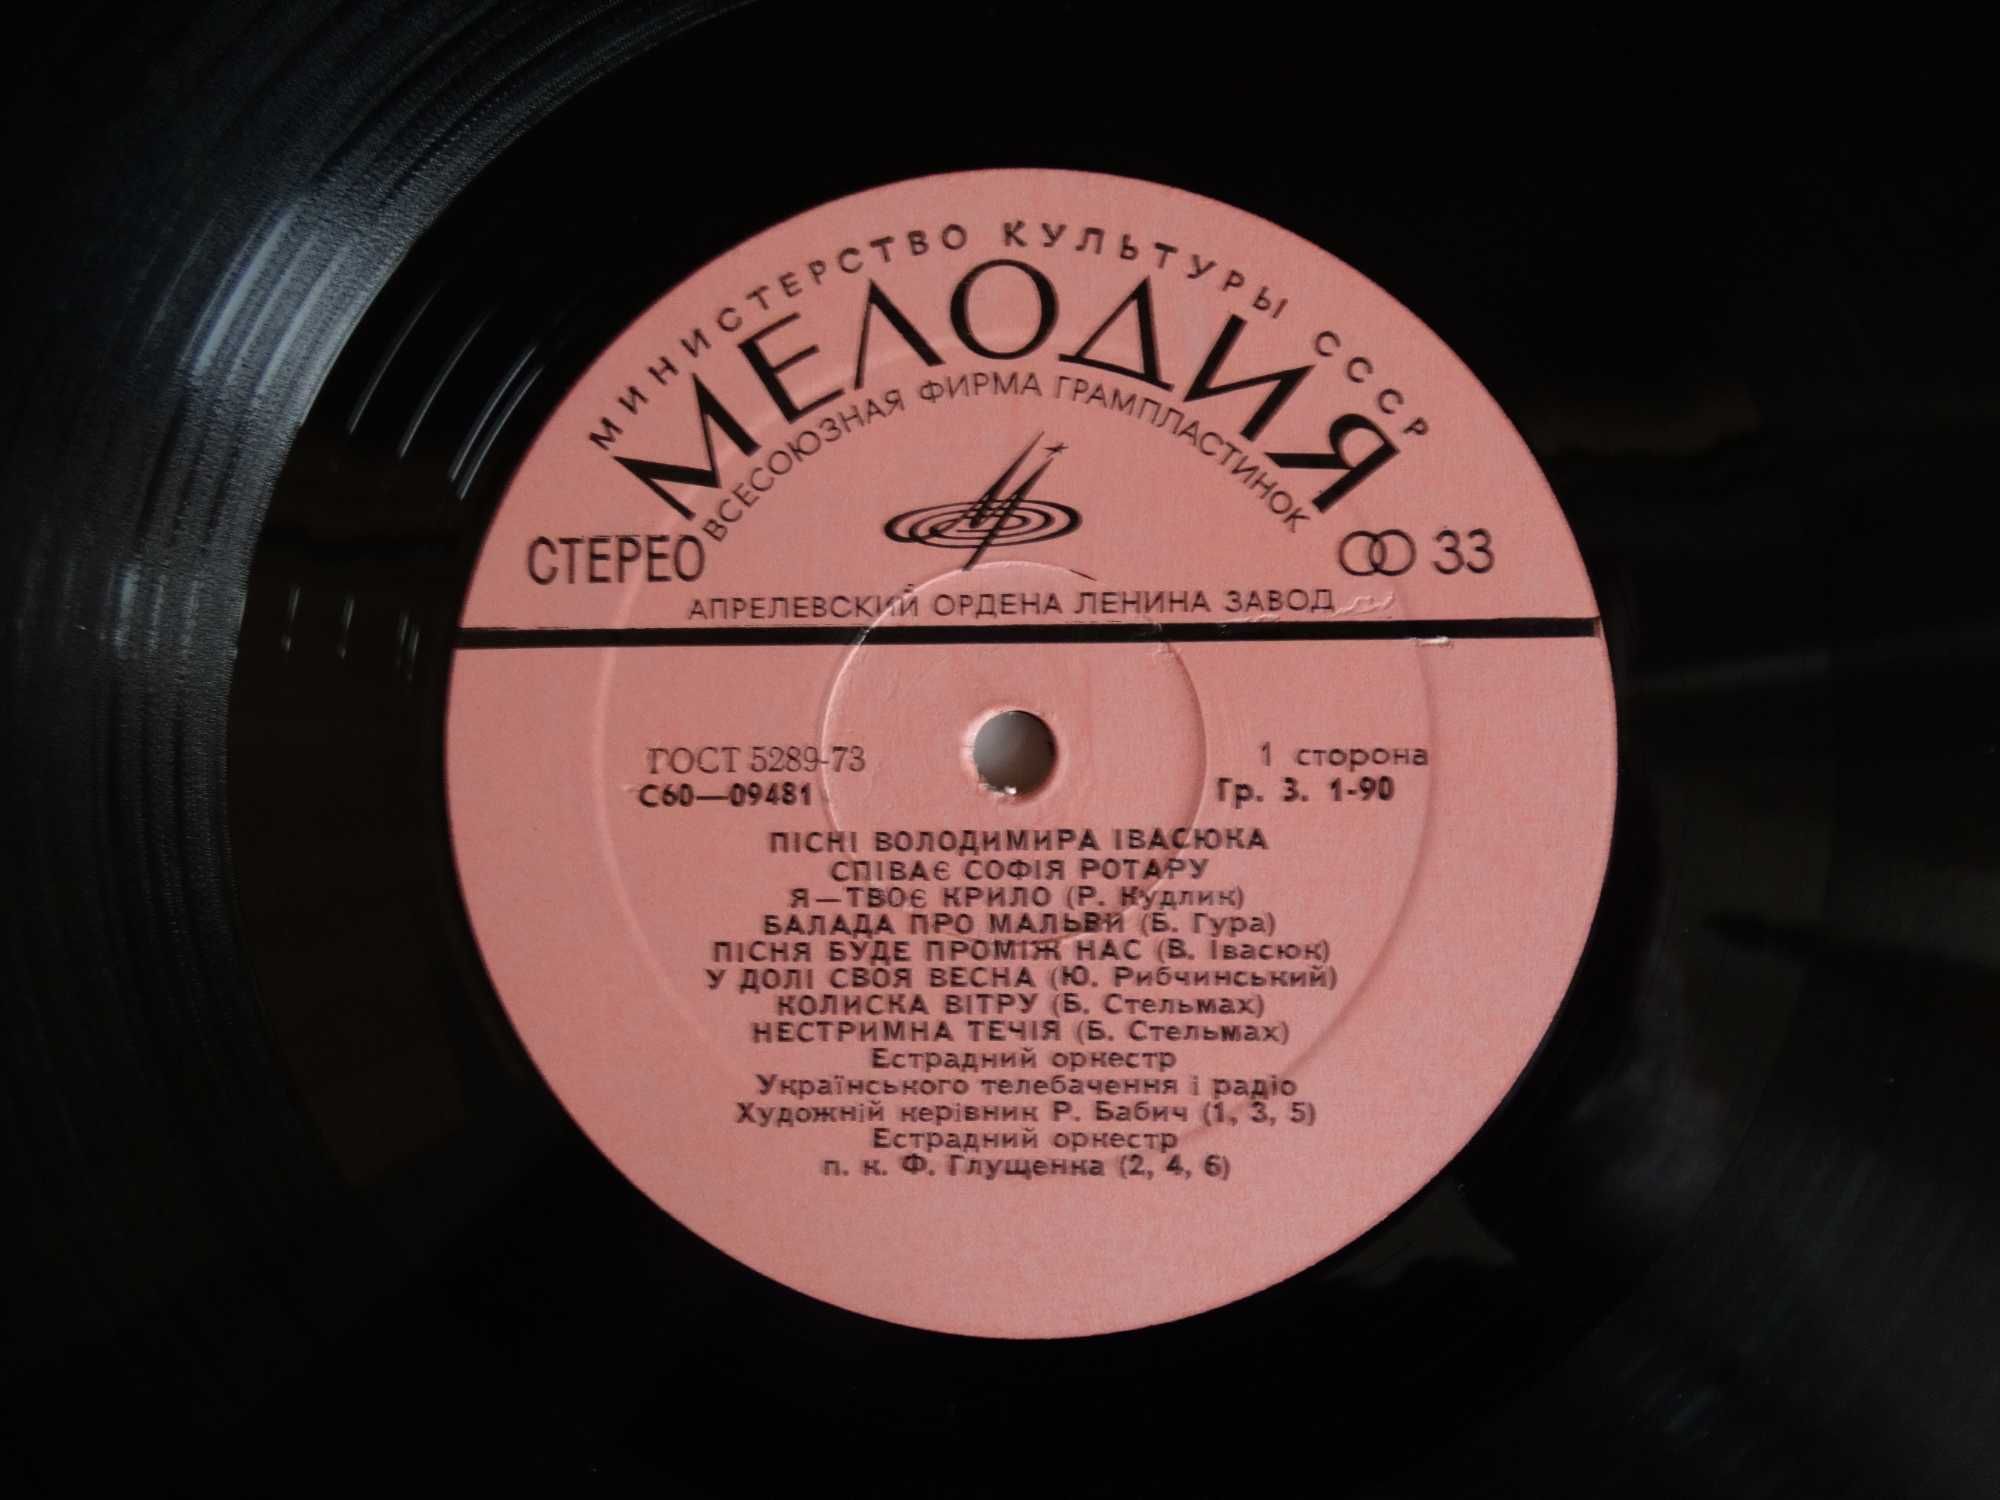 МИНИСТЕРСТВО КУЛЬТУРЫ СССР
МЕЛОДИЯ
ВСЕСОЮЗНАЯ ФИРМА ГРАМПЛАСТИНОК
СТЕРЕО
33
АПРЕЛЕВСКИЙ ОРДЕНА ЛЕНИНА ЗАВОД
ГОСТ 5289-73
1 сторона
С60—09481
Гр. 3. 1-90
ПІСНІ ВОЛОДИМИРА ІВАСЮКА
СПІВАЄ СОФІЯ РОТАРУ
Я—ТВОЄ КРИЛО (Р. Кудлик)
БАЛАДА ПРО МАЛЬВИ (Б. Гура)
ПІСНЯ БУДЕ ПРОМІЖ НАС (В. Івасюк)
У ДОЛІ СВОЯ ВЕСНА (Ю. Рибчинський)
КОЛИСКА ВІТРУ (Б. Стельмах)
НЕСТРИМНА ТЕЧІЯ (Б. Стельмах)
Естрадний оркестр
Українського телебачення і радіо
Художній керівник Р. Бабич (1, 3, 5)
Естрадний оркестр
п. к. Ф. Глущенка (2, 4, 6)